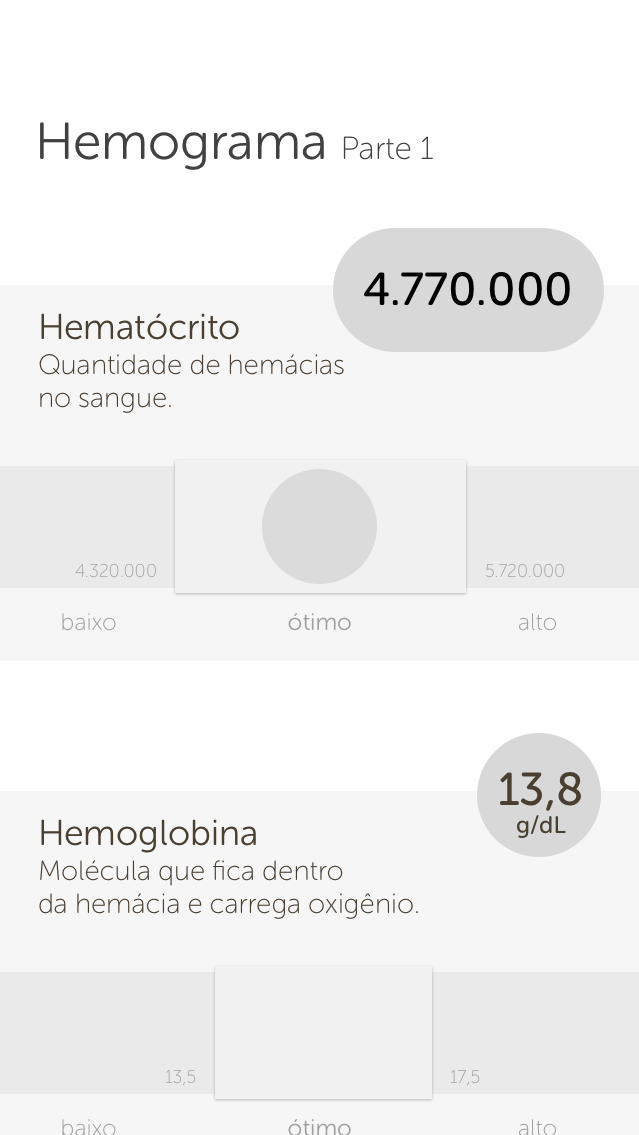 Hemograma Parte 1
4.770.000
Hematócrito
Quantidade de hemácias
no sangue.
4.320.000 5.720.000
baixo ótimo alto
13,8
g/dL
Hemoglobina
Molécula que fica dentro
da hemácia e carrega oxigênio.
13,5 17,5
baixo ótimo alto